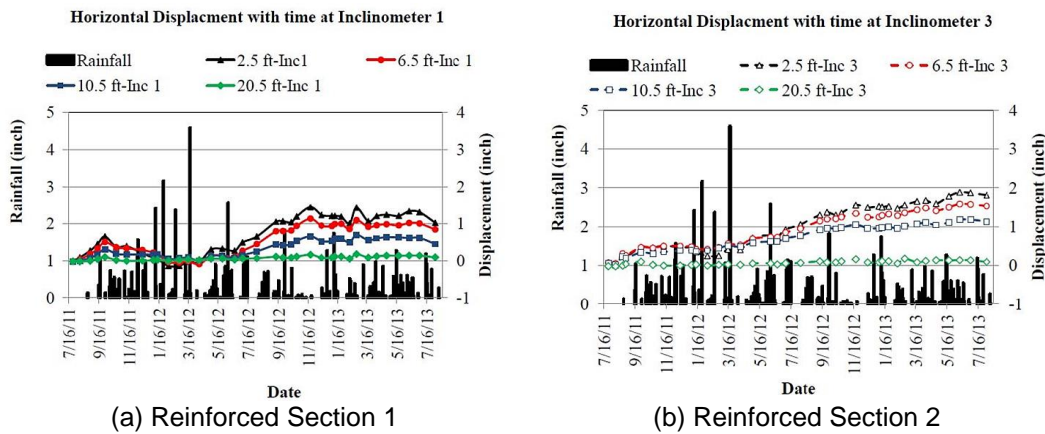 Horizontal Displacment with time at Inclinometer 1
Rainfall
2.5 ft-Inc1
6.5 ft-Inc 1
10.5 ft-Inc 1
20.5 ft-Inc 1
Rainfall (inch)
5
4
3
2
1
0
Displacement (inch)
4
3
2
1
0
-1
7/16/11
9/16/11
11/16/11
1/16/12
3/16/12
5/16/12
7/16/12
9/16/12
11/16/12
1/16/13
3/16/13
5/16/13
7/16/13
Date
(a) Reinforced Section 1
Horizontal Displacment with time at Inclinometer 3
Rainfall
2.5 ft-Inc 3
6.5 ft-Inc 3
10.5 ft-Inc 3
20.5 ft-Inc 3
Rainfall (inch)
5
4
3
2
1
0
Displacement (inch)
4
3
2
1
0
-1
7/16/11
9/16/11
11/16/11
1/16/12
3/16/12
5/16/12
7/16/12
9/16/12
11/16/12
1/16/13
3/16/13
5/16/13
7/16/13
Date
(b) Reinforced Section 2